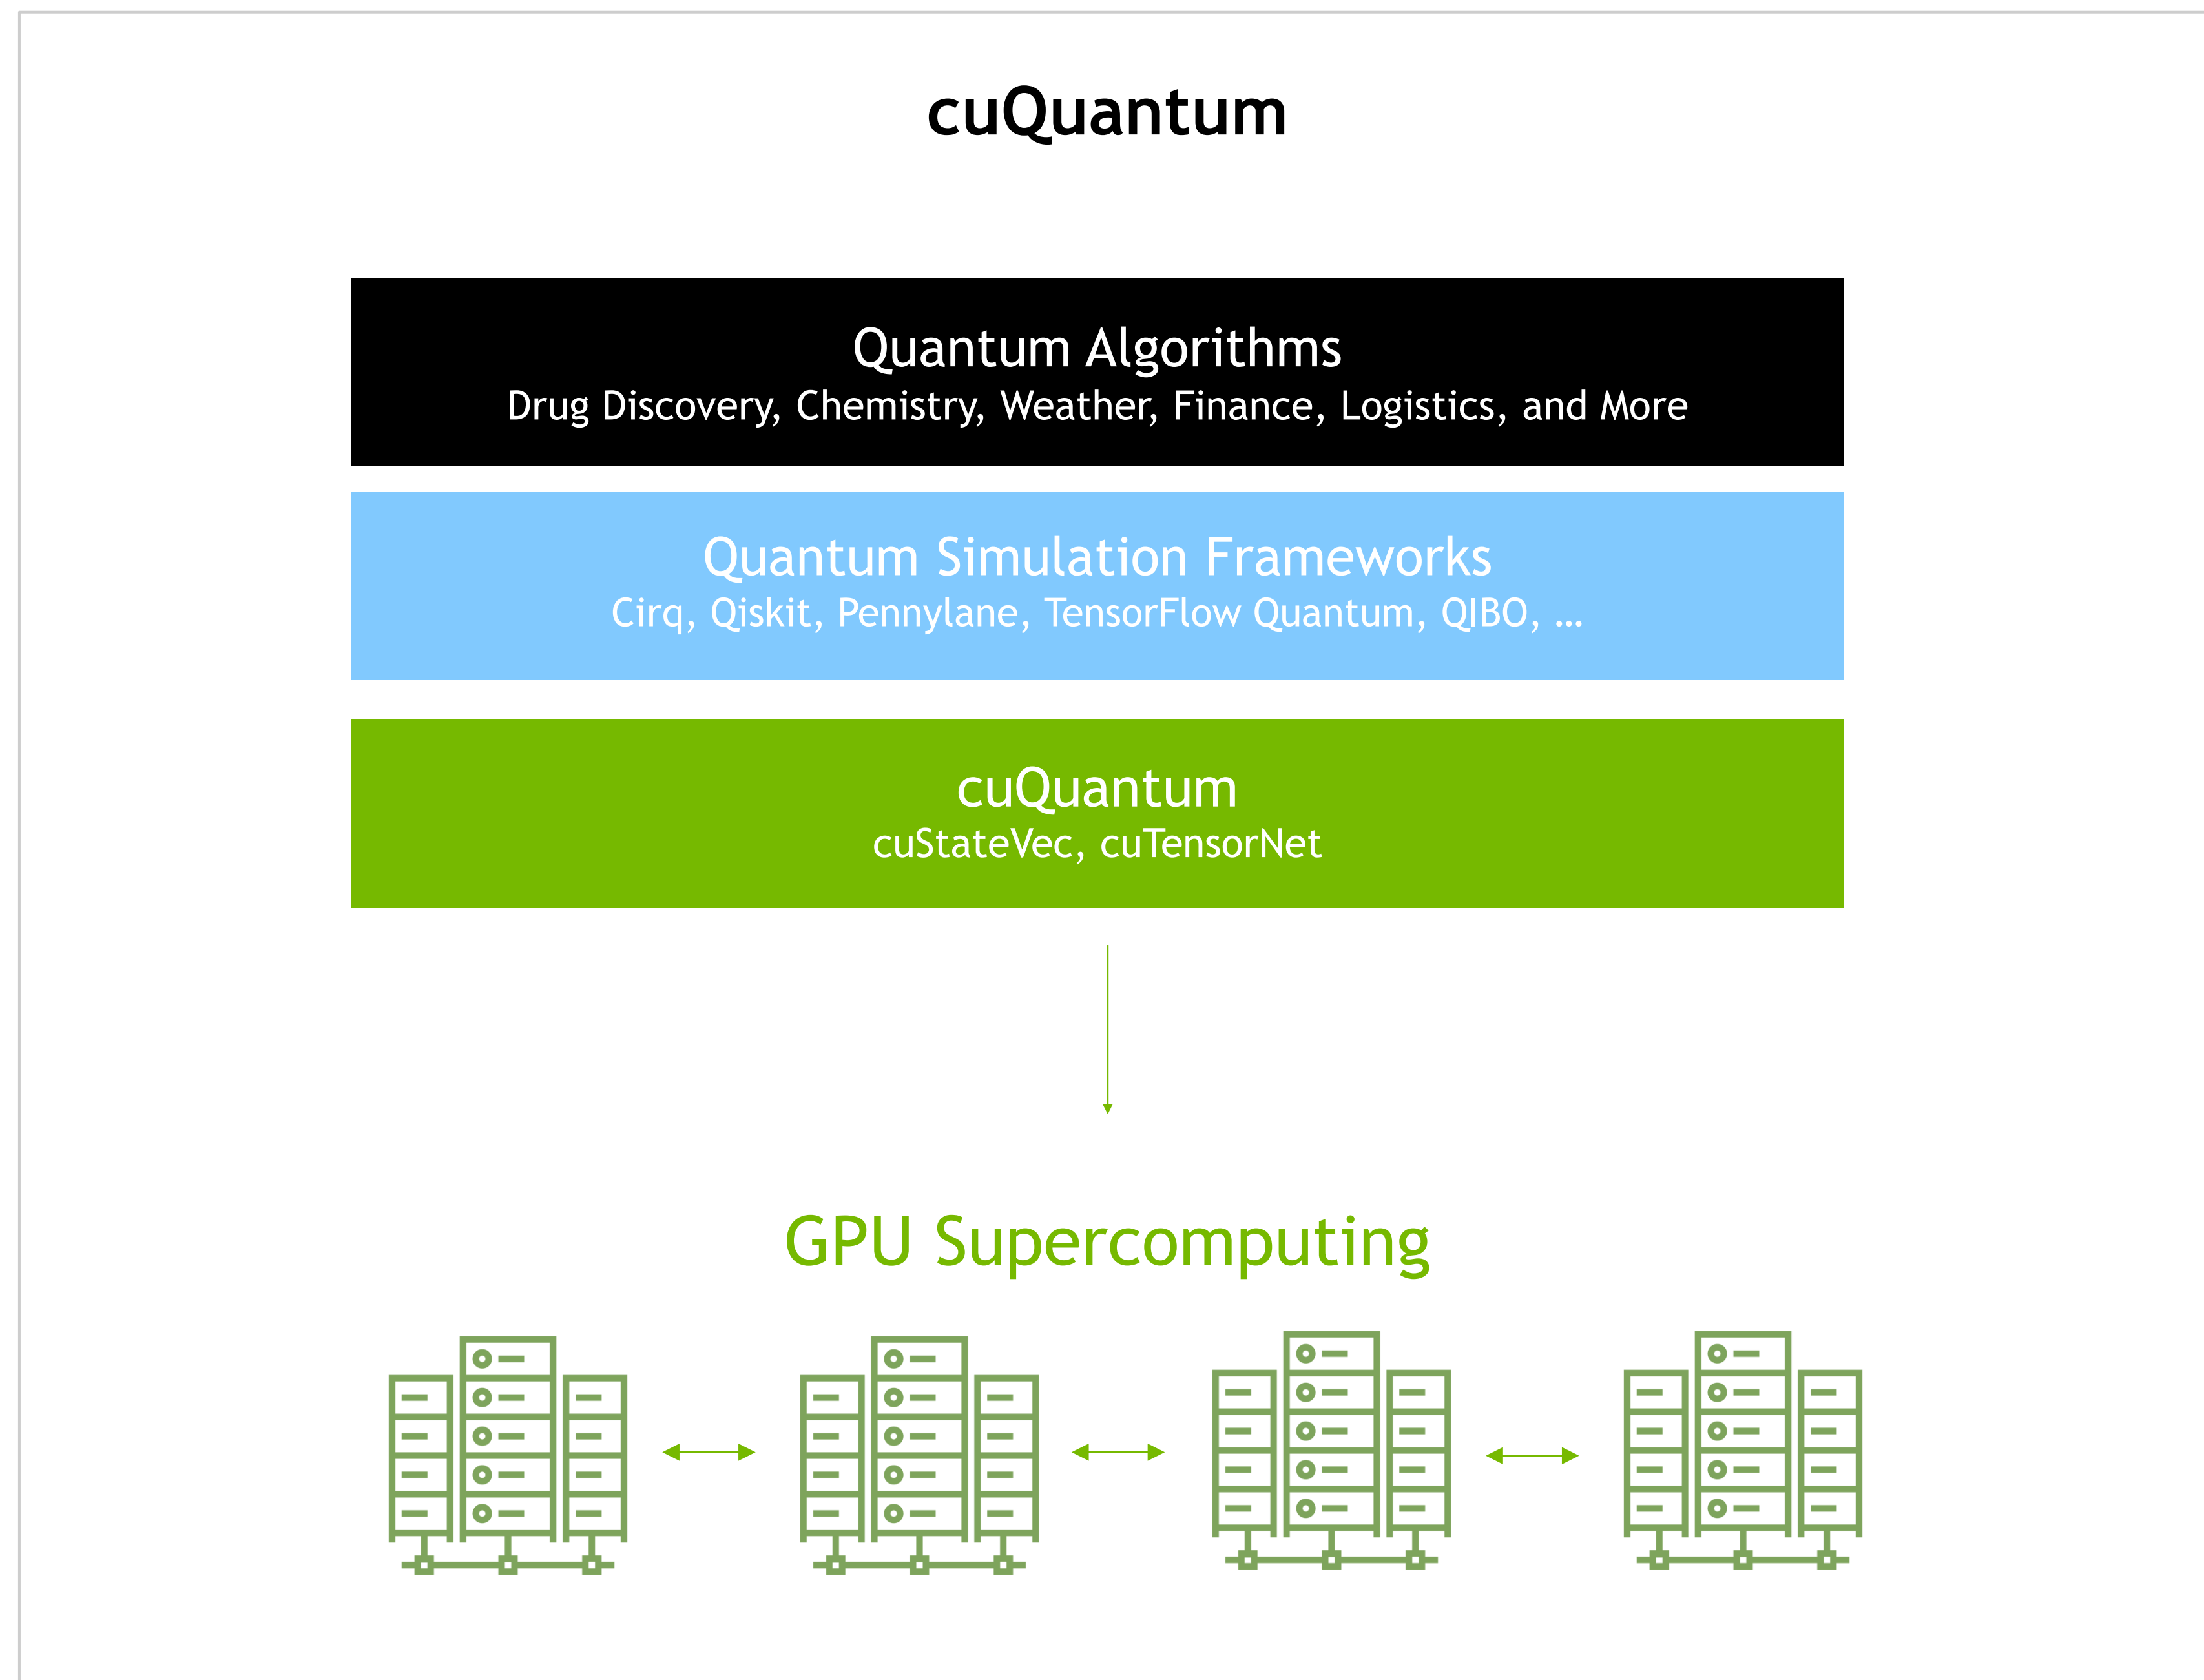 cuQuantum
Quantum Algorithms
Drug Discovery, Chemistry, Weather, Finance, Logistics, and More
Quantum Simulation Frameworks
Cirq, Qiskit, Pennylane, TensorFlow Quantum, QIBO, ...
cuQuantum
cuStateVec, cuTensorNet
GPU Supercomputing